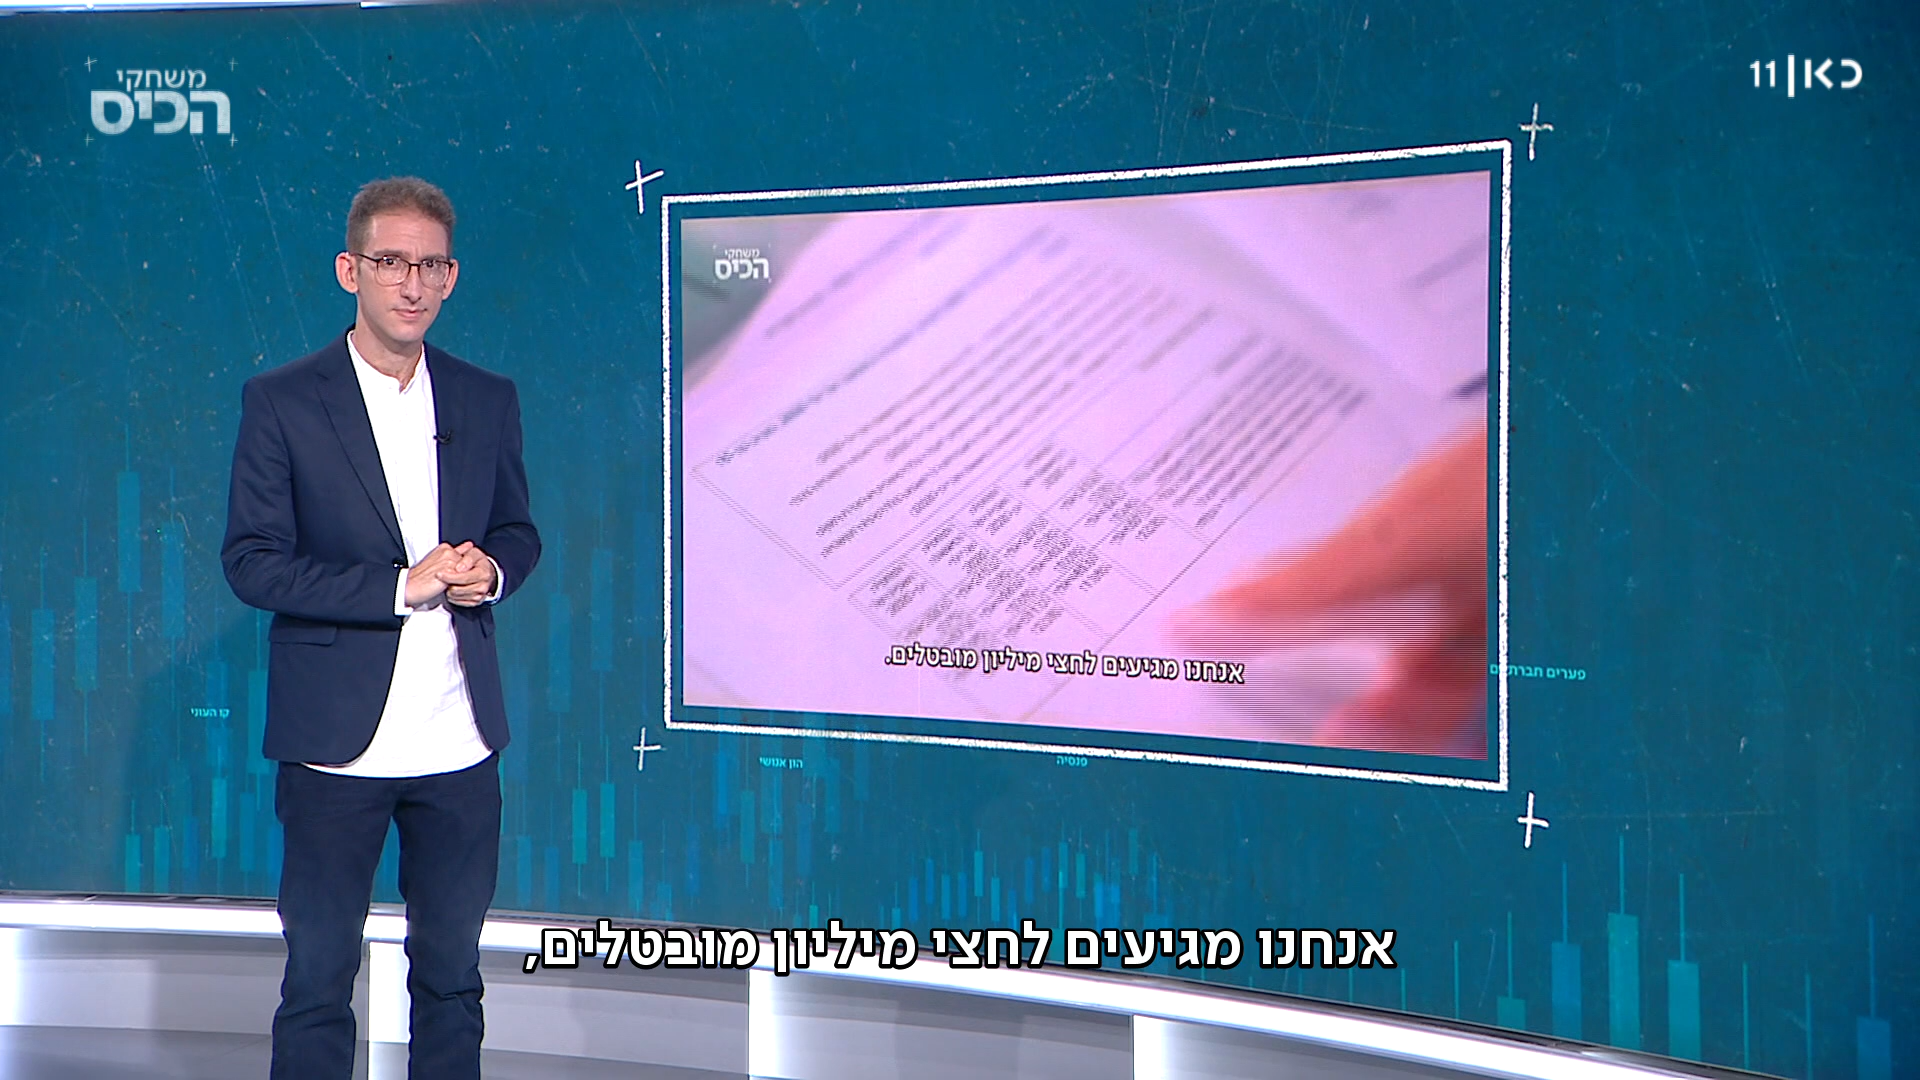 משחקי
הכיס
כאן 11
משחקי
הכיס
אנחנו מגיעים לחצי מיליון מובטלים.
פערים חברתיים
קו העוני
הון אנושי
פנסיה
אנחנו מגיעים לחצי מיליון מובטלים,